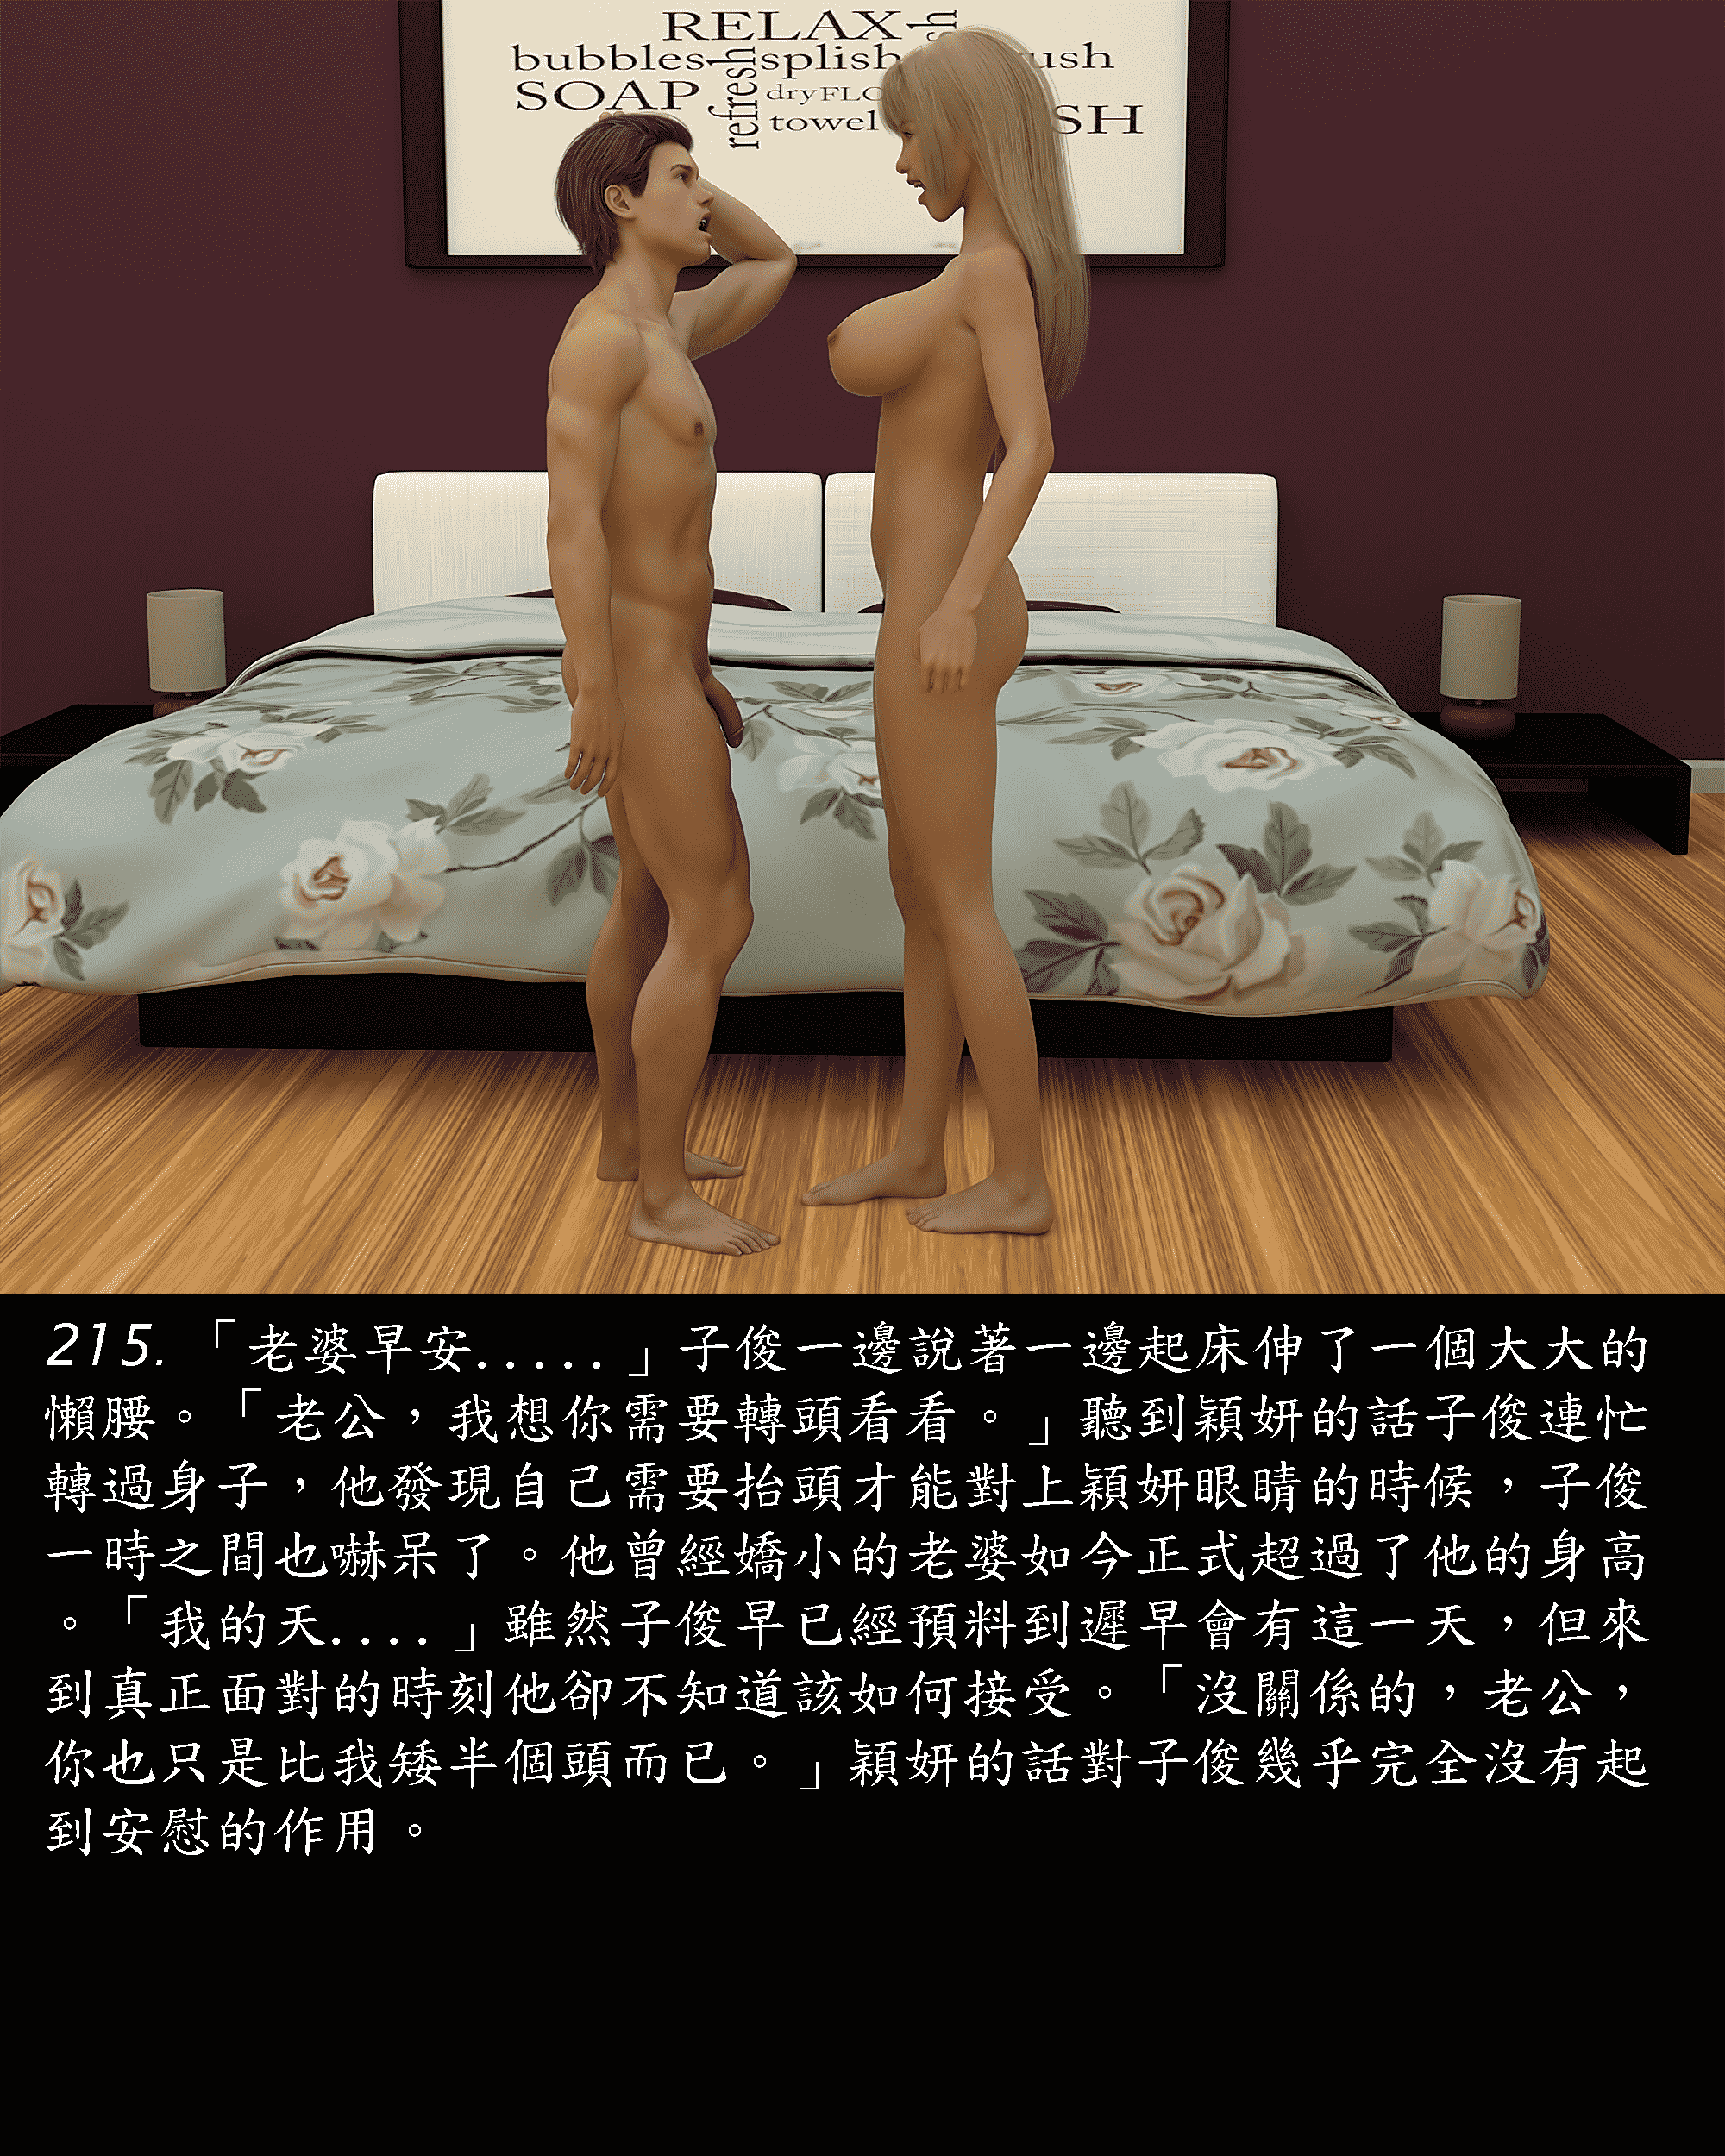 RELAX
bubbles
splish
SOAP
refresh
dry
towel
215.「老婆早安.....」子俊一邊說著一邊起床伸了一個大大的
懶腰。「老公，我想你需要轉頭看看。」聽到穎妍的話子俊連忙
轉過身子，他發現自己需要抬頭才能對上穎妍眼睛的時候，子俊
一時之間也嚇呆了。他曾經嬌小的老婆如今正式超過了他的身高
。「我的天....」雖然子俊早已經預料到遲早會有這一天，但來
到真正面對的時刻他卻不知道該如何接受。「沒關係的，老公，
你也只是比我矮半個頭而已。」穎妍的話對子俊幾乎完全沒有起
到安慰的作用。